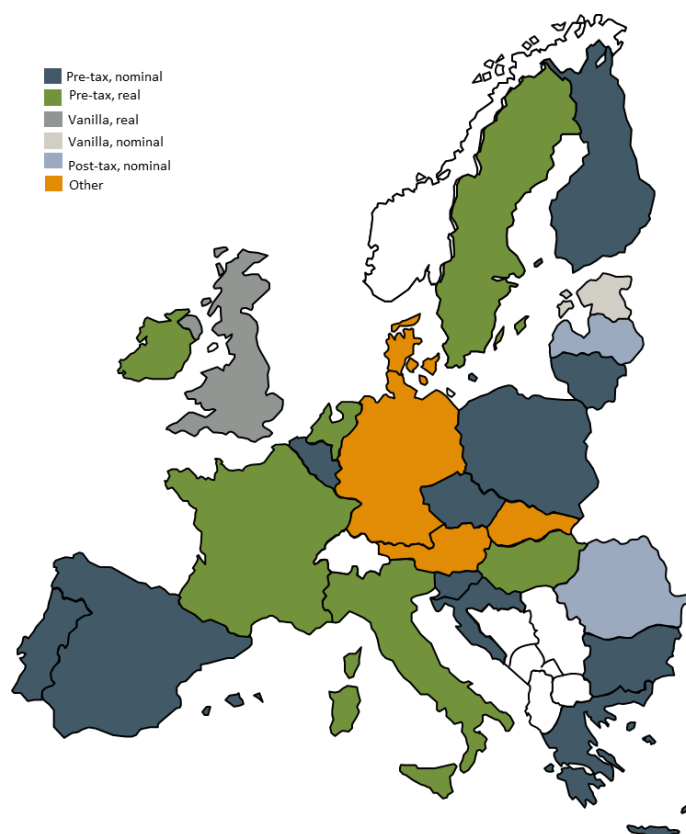 Pre-tax, nominal
Pre-tax, real
Vanilla, real
Vanilla, nominal
Post-tax, nominal
Other